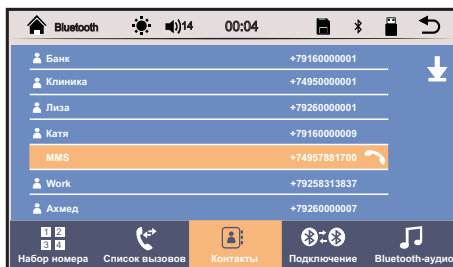 Bluetooth 14 00:04
Банк +79160000001
Клиника +74950000001
Лиза +79260000001
Катя +79160000009
MMS +74957881700
Work +79258313837
Ахмед +79260000007
1 2
3 4
Набор номера Список вызовов Контакты Подключение Bluetooth-аудио